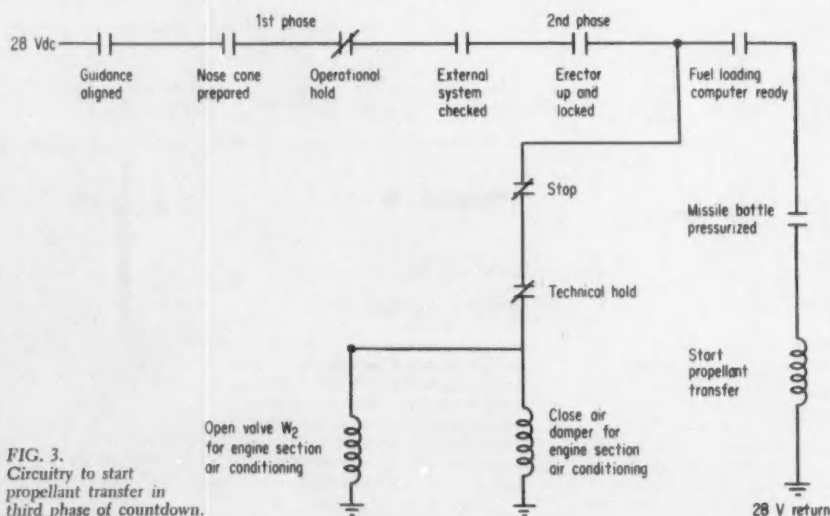 1st phase
2nd phase
28 Vdc
Guidance
aligned
Nose cone
prepared
Operational
hold
External
system
checked
Erector
up and
locked
Fuel loading
computer ready
Stop
Missile bottle
pressurized
Technical hold
Start
propellant
transfer
Open valve W2
for engine section
air conditioning
Close air
damper for
engine section
air conditioning
FIG. 3.
Circuitry to start
propellant transfer in
third phase of countdown.
28 V return